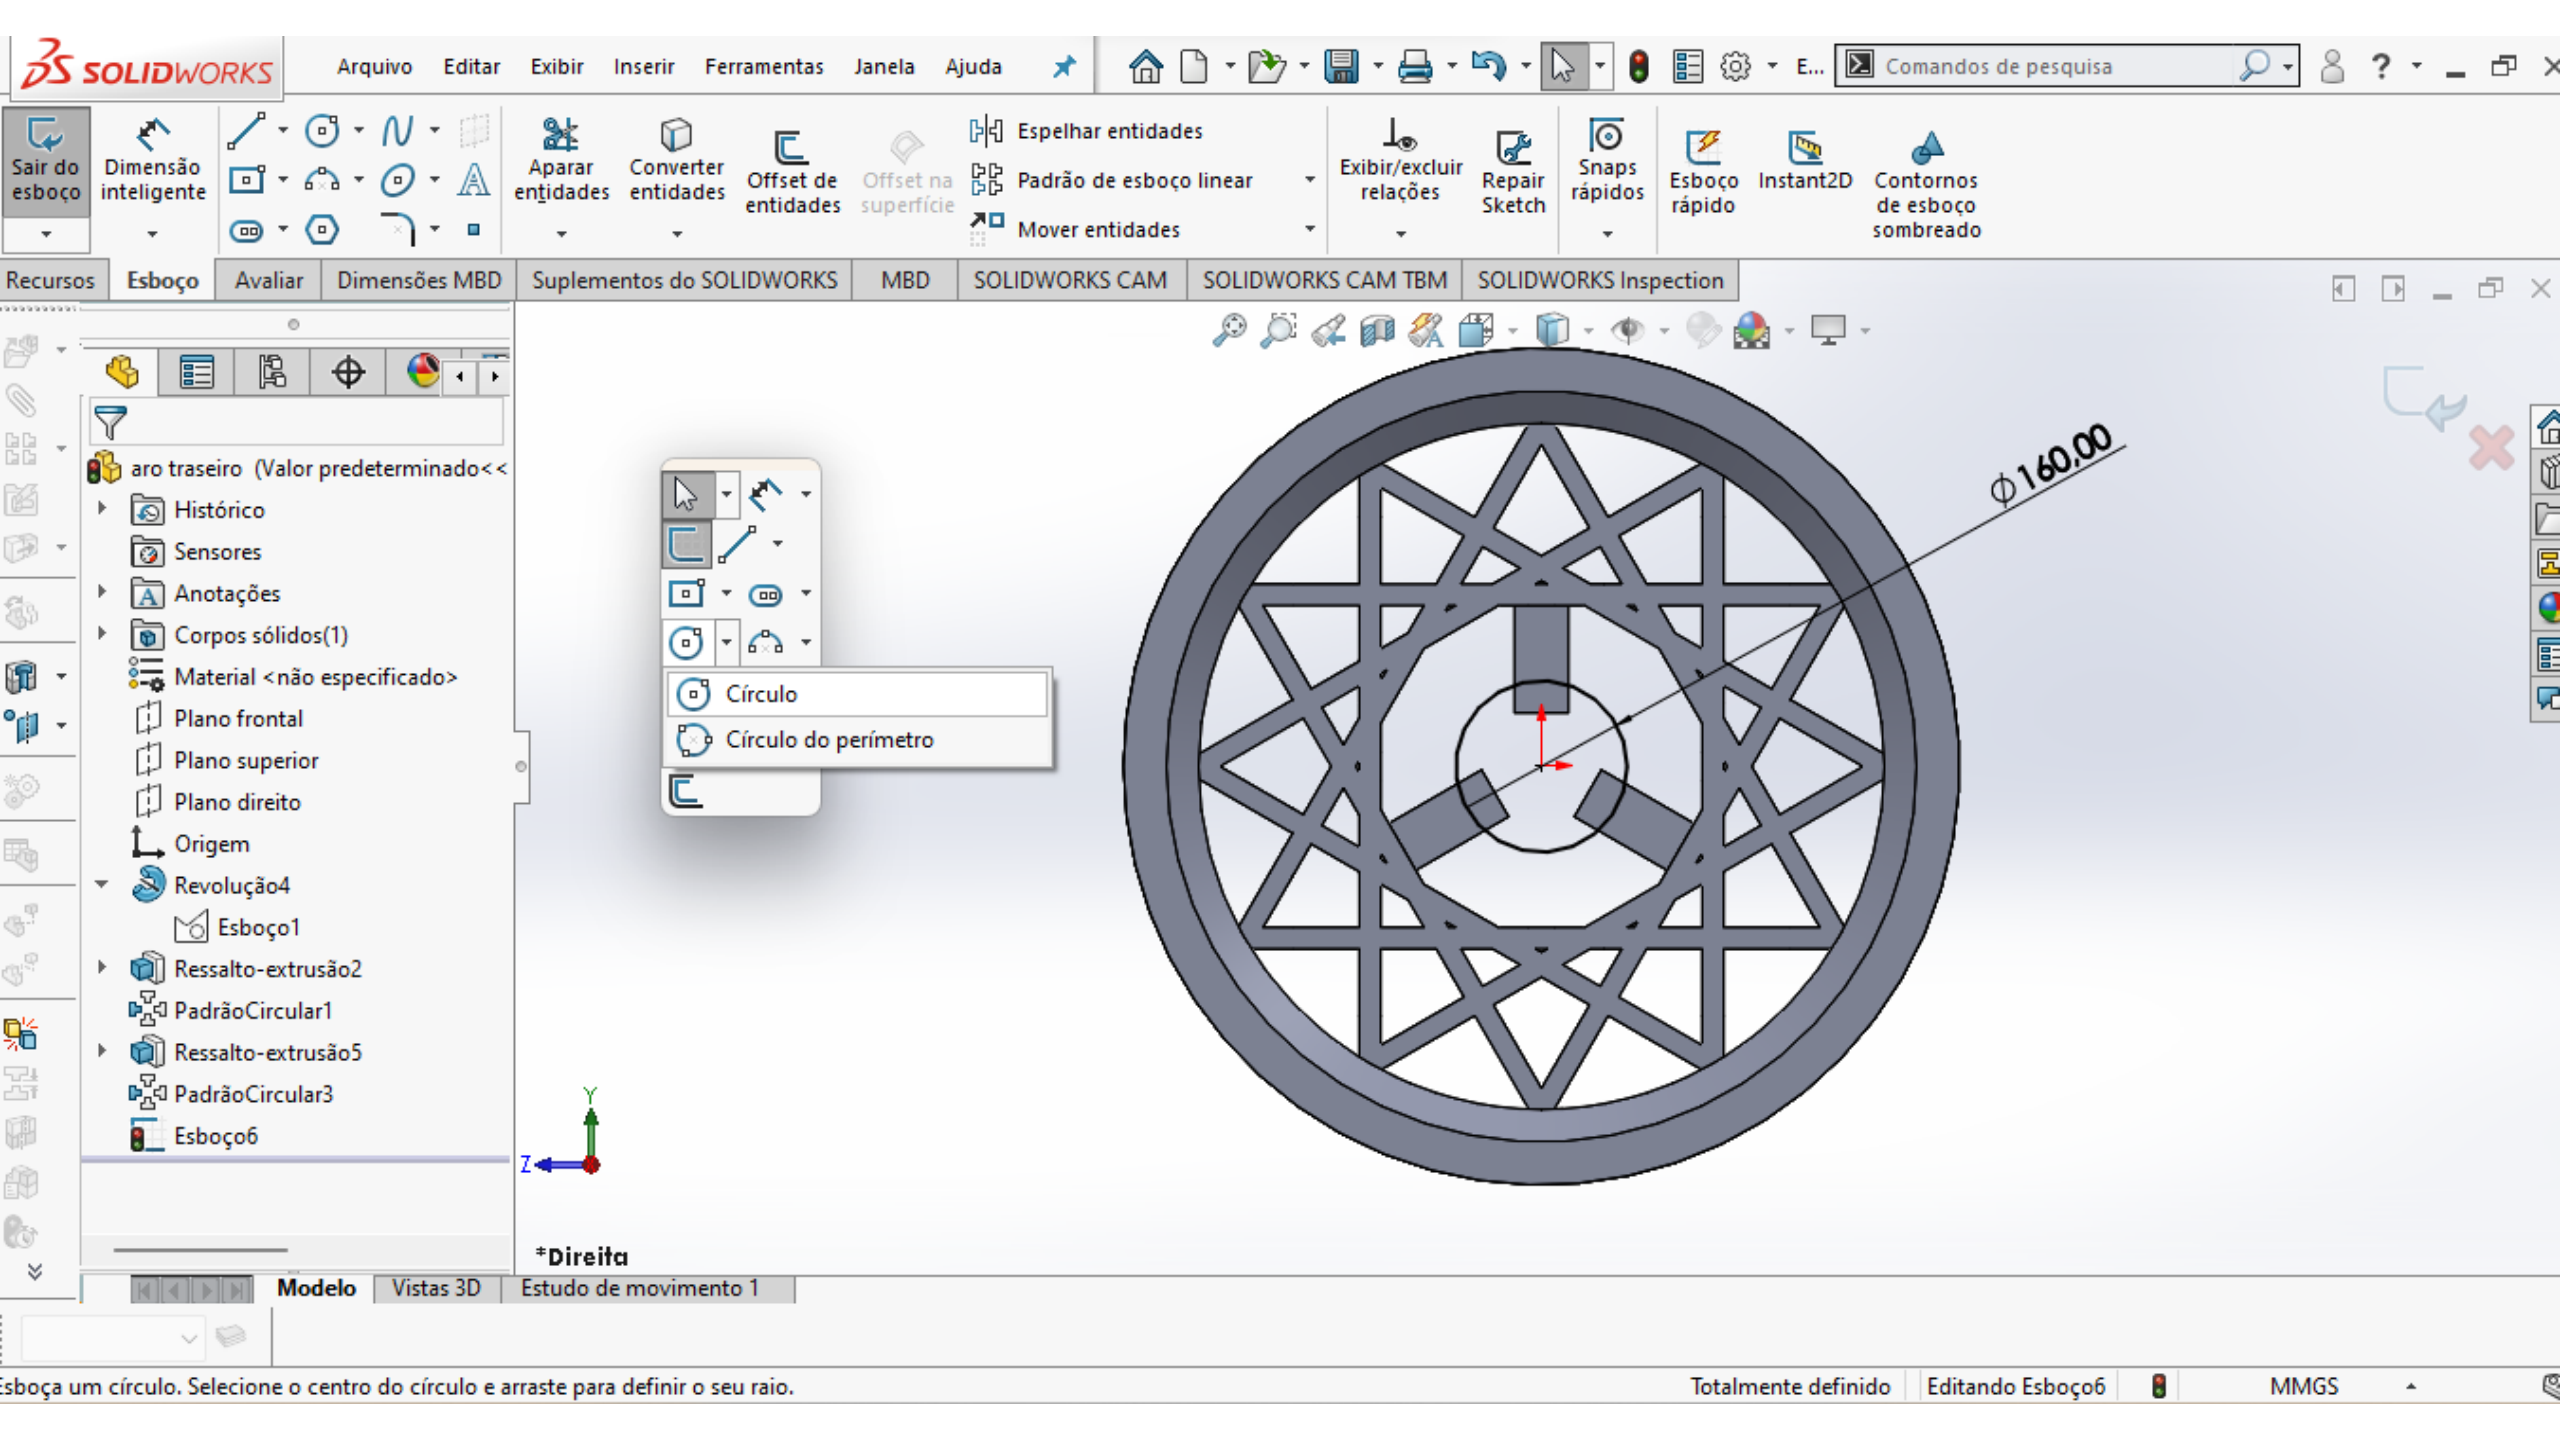 SOLIDWORKS Arquivo Editar Exibir Inserir Ferramentas Janela Ajuda E... Comandos de pesquisa ?
Sair do esboço
Dimensão inteligente
Aparar entidades
Converter entidades
Offset de entidades
Offset na superfície
Espelhar entidades
Padrão de esboço linear
Mover entidades
Exibir/excluir relações
Repair Sketch
Snaps rápidos
Esboço rápido
Instant2D
Contornos de esboço sombreado
Recursos Esboço Avaliar Dimensões MBD Suplementos do SOLIDWORKS MBD SOLIDWORKS CAM SOLIDWORKS CAM TBM SOLIDWORKS Inspection
aro traseiro (Valor predeterminado<<
Histórico
Sensores
Anotações
Corpos sólidos(1)
Material <não especificado>
Plano frontal
Plano superior
Plano direito
Origem
Revolução4
Esboço1
Ressalto-extrusão2
PadrãoCircular1
Ressalto-extrusão5
PadrãoCircular3
Esboço6
Círculo
Círculo do perímetro
ϕ160,00
Y
Z
*Direita
Modelo Vistas 3D Estudo de movimento 1
Esboça um círculo. Selecione o centro do círculo e arraste para definir o seu raio.
Totalmente definido Editando Esboço6 MMGS